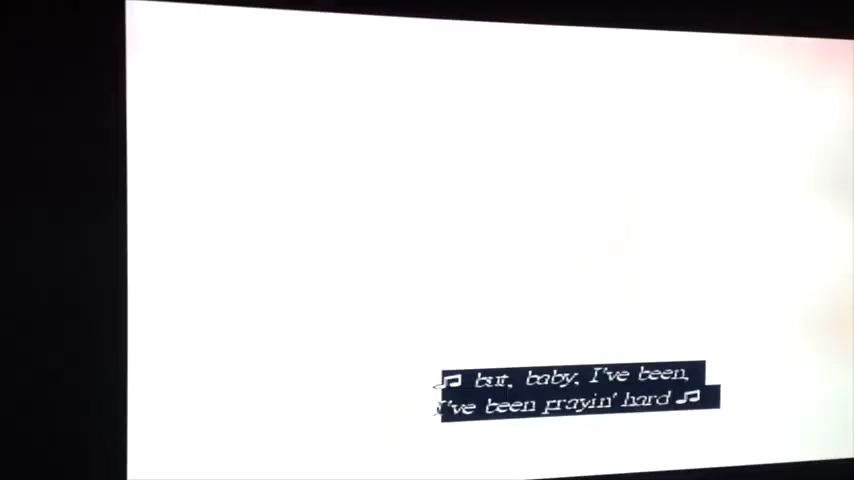 ♫ but, baby, I've been,
I've been prayin' hard ♫